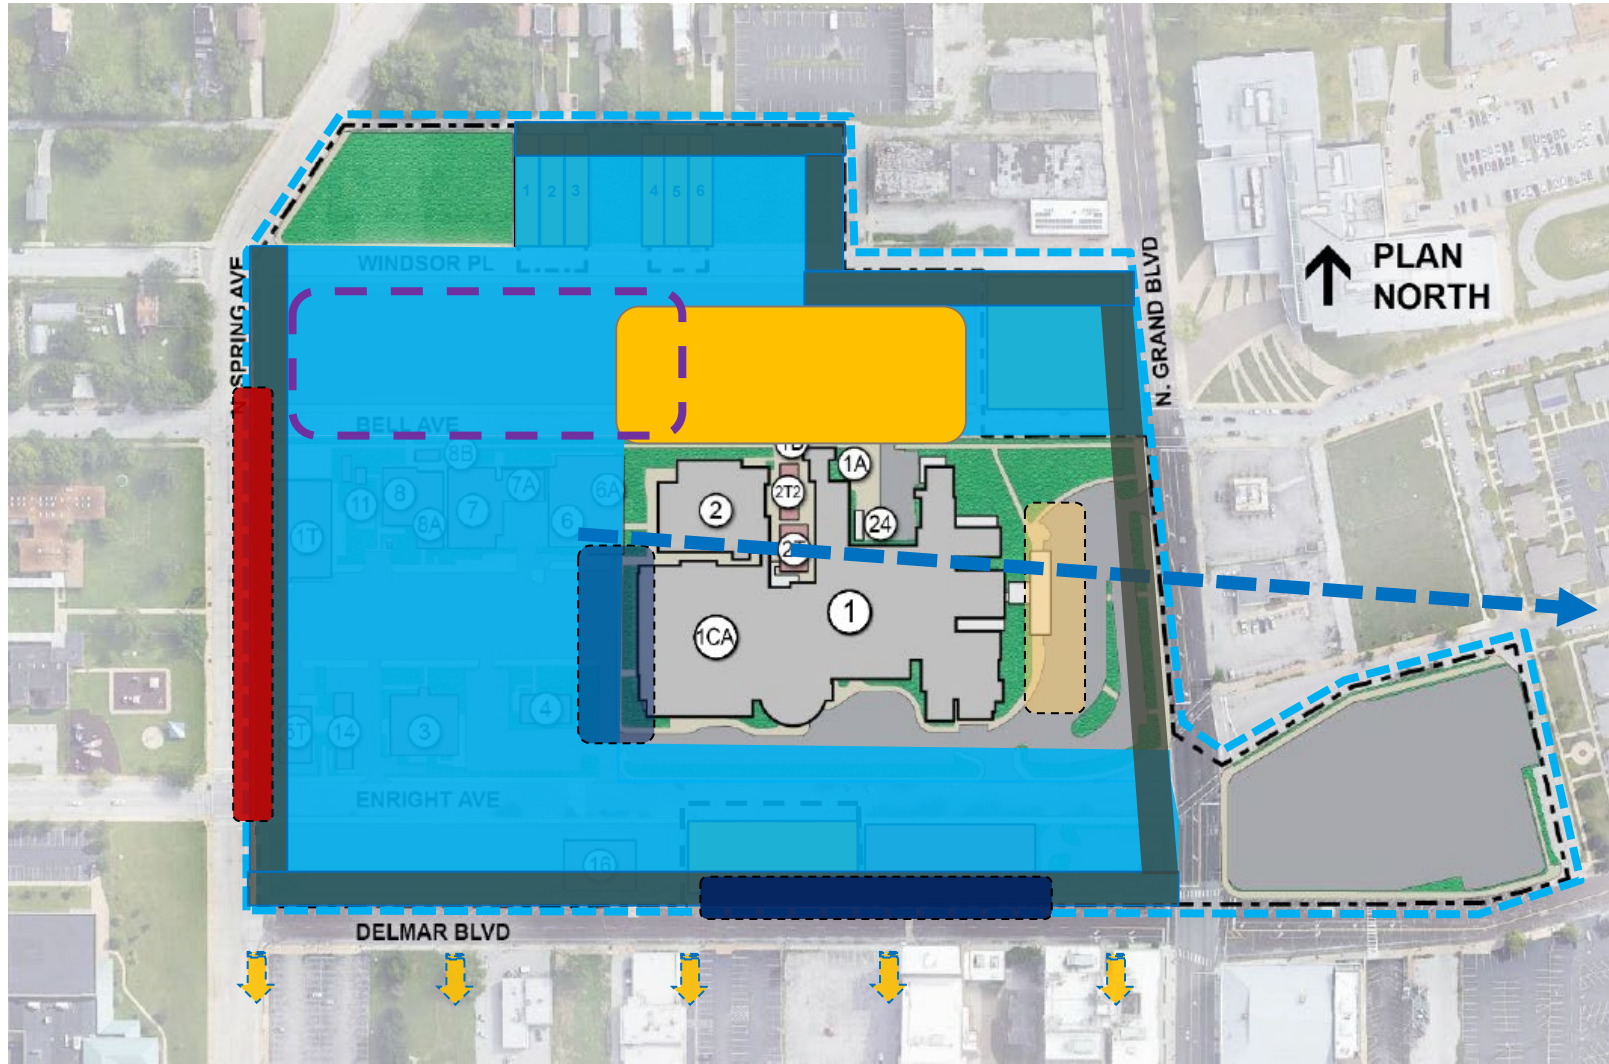 1 2 3 4 5 6
WINDSOR PL
PLAN
NORTH
N. SPRING AVE
N. GRAND BLVD
BELL AVE
8B
1A
8
7A
6A
2T2
11
2
7
8A
6
24
1T
2T
1
1CA
4
14
3
ENRIGHT AVE
16
DELMAR BLVD